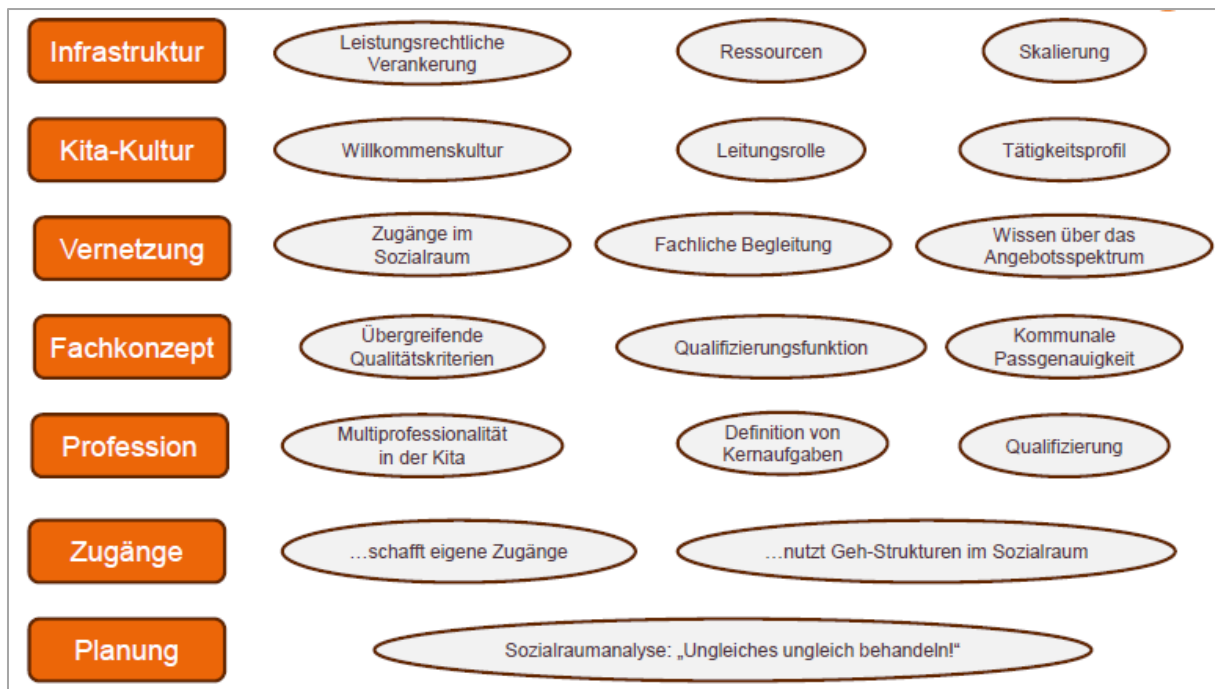 Infrastruktur
Leistungsrechtliche
Verankerung
Ressourcen
Skalierung
Kita-Kultur
Willkommenskultur
Leitungsrolle
Tätigkeitsprofil
Vernetzung
Zugänge im
Sozialraum
Fachliche Begleitung
Wissen über das
Angebotsspektrum
Fachkonzept
Übergreifende
Qualitätskriterien
Qualifizierungsfunktion
Kommunale
Passgenauigkeit
Profession
Multiprofessionalität
in der Kita
Definition von
Kernaufgaben
Qualifizierung
Zugänge
…schafft eigene Zugänge
…nutzt Geh-Strukturen im Sozialraum
Planung
Sozialraumanalyse: „Ungleiches ungleich behandeln!“